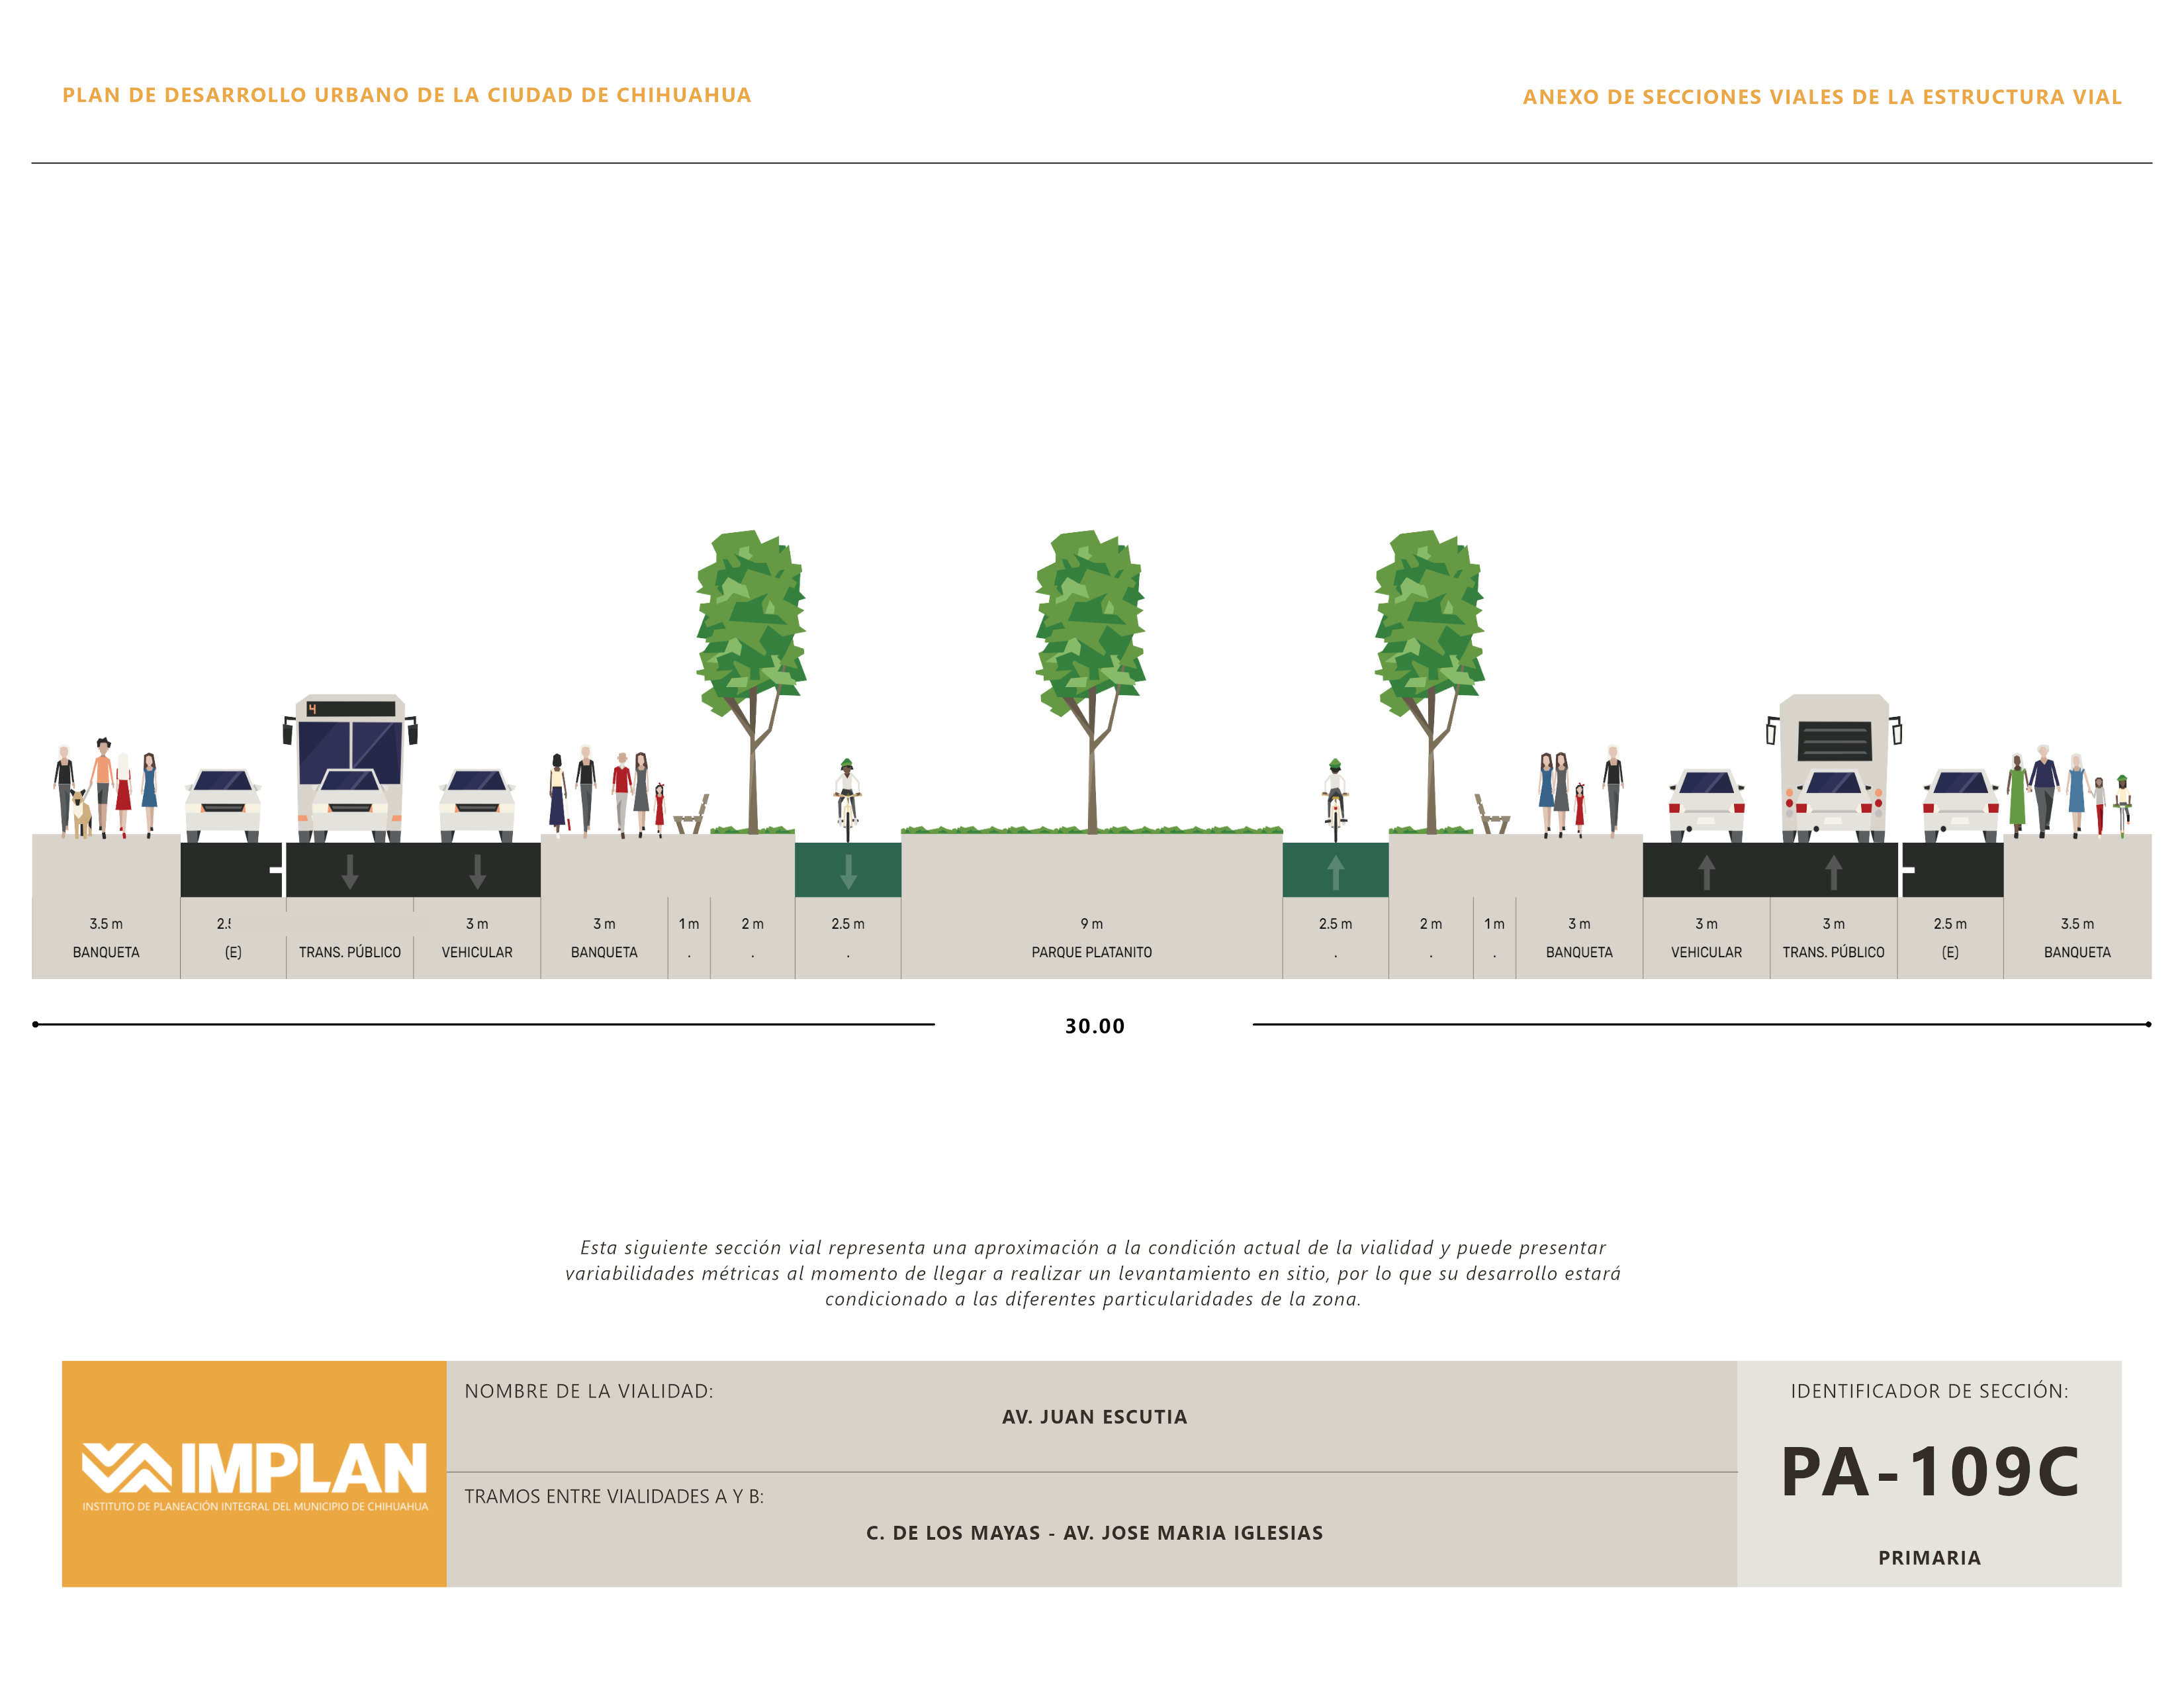 PLAN DE DESARROLLO URBANO DE LA CIUDAD DE CHIHUAHUA
ANEXO DE SECCIONES VIALES DE LA ESTRUCTURA VIAL
4
3.5 m 3 m 3 m 1 m 2 m 2.5 m 9 m 2.5 m 2 m 1 m 3 m 3 m 3 m 2.5 m 3.5 m
BANQUETA (E) TRANS. PÚBLICO VEHICULAR BANQUETA . . . PARQUE PLATANITO . . . BANQUETA VEHICULAR TRANS. PÚBLICO (E) BANQUETA
30.00
Esta siguiente sección vial representa una aproximación a la condición actual de la vialidad y puede presentar
variabilidades métricas al momento de llegar a realizar un levantamiento en sitio, por lo que su desarrollo estará
condicionado a las diferentes particularidades de la zona.
IMPLAN
INSTITUTO DE PLANEACIÓN INTEGRAL DEL MUNICIPIO DE CHIHUAHUA
NOMBRE DE LA VIALIDAD:
AV. JUAN ESCUTIA
TRAMOS ENTRE VIALIDADES A Y B:
C. DE LOS MAYAS - AV. JOSE MARIA IGLESIAS
IDENTIFICADOR DE SECCIÓN:
PA-109C
PRIMARIA